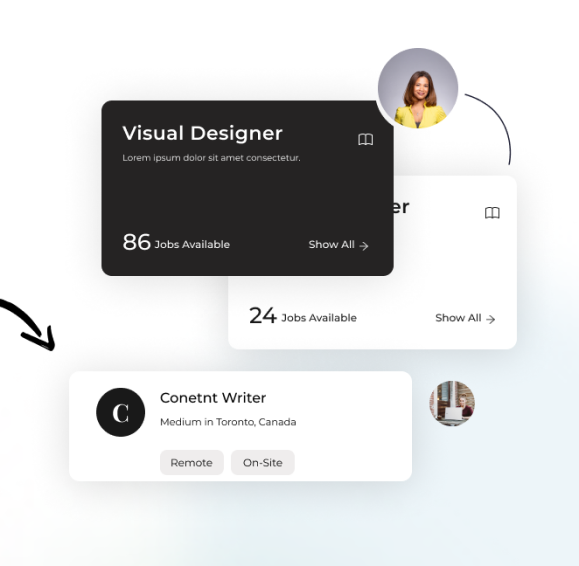 Visual Designer
Lorem ipsum dolor sit amet consectetur.
86 Jobs Available
Show All →
er
24 Jobs Available
Show All →
C
Conetnt Writer
Medium in Toronto, Canada
Remote
On-Site